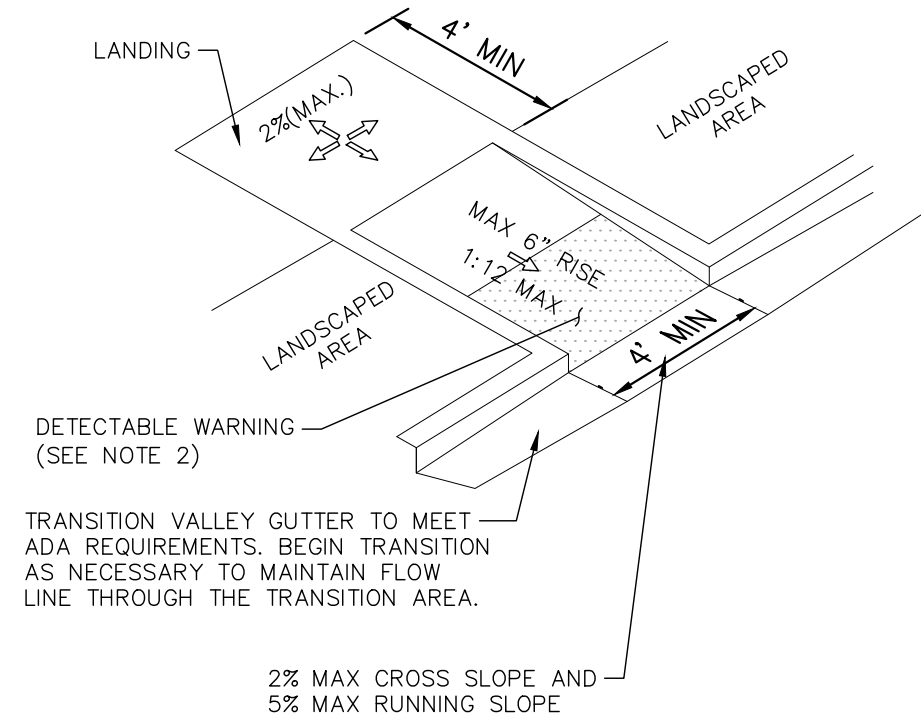 LANDING
4' MIN
2%(MAX.)
LANDSCAPED
AREA
MAX 6" RISE
1:12 MAX
LANDSCAPED
AREA
4' MIN
DETECTABLE WARNING
(SEE NOTE 2)
TRANSITION VALLEY GUTTER TO MEET
ADA REQUIREMENTS. BEGIN TRANSITION
AS NECESSARY TO MAINTAIN FLOW
LINE THROUGH THE TRANSITION AREA.
2% MAX CROSS SLOPE AND
5% MAX RUNNING SLOPE